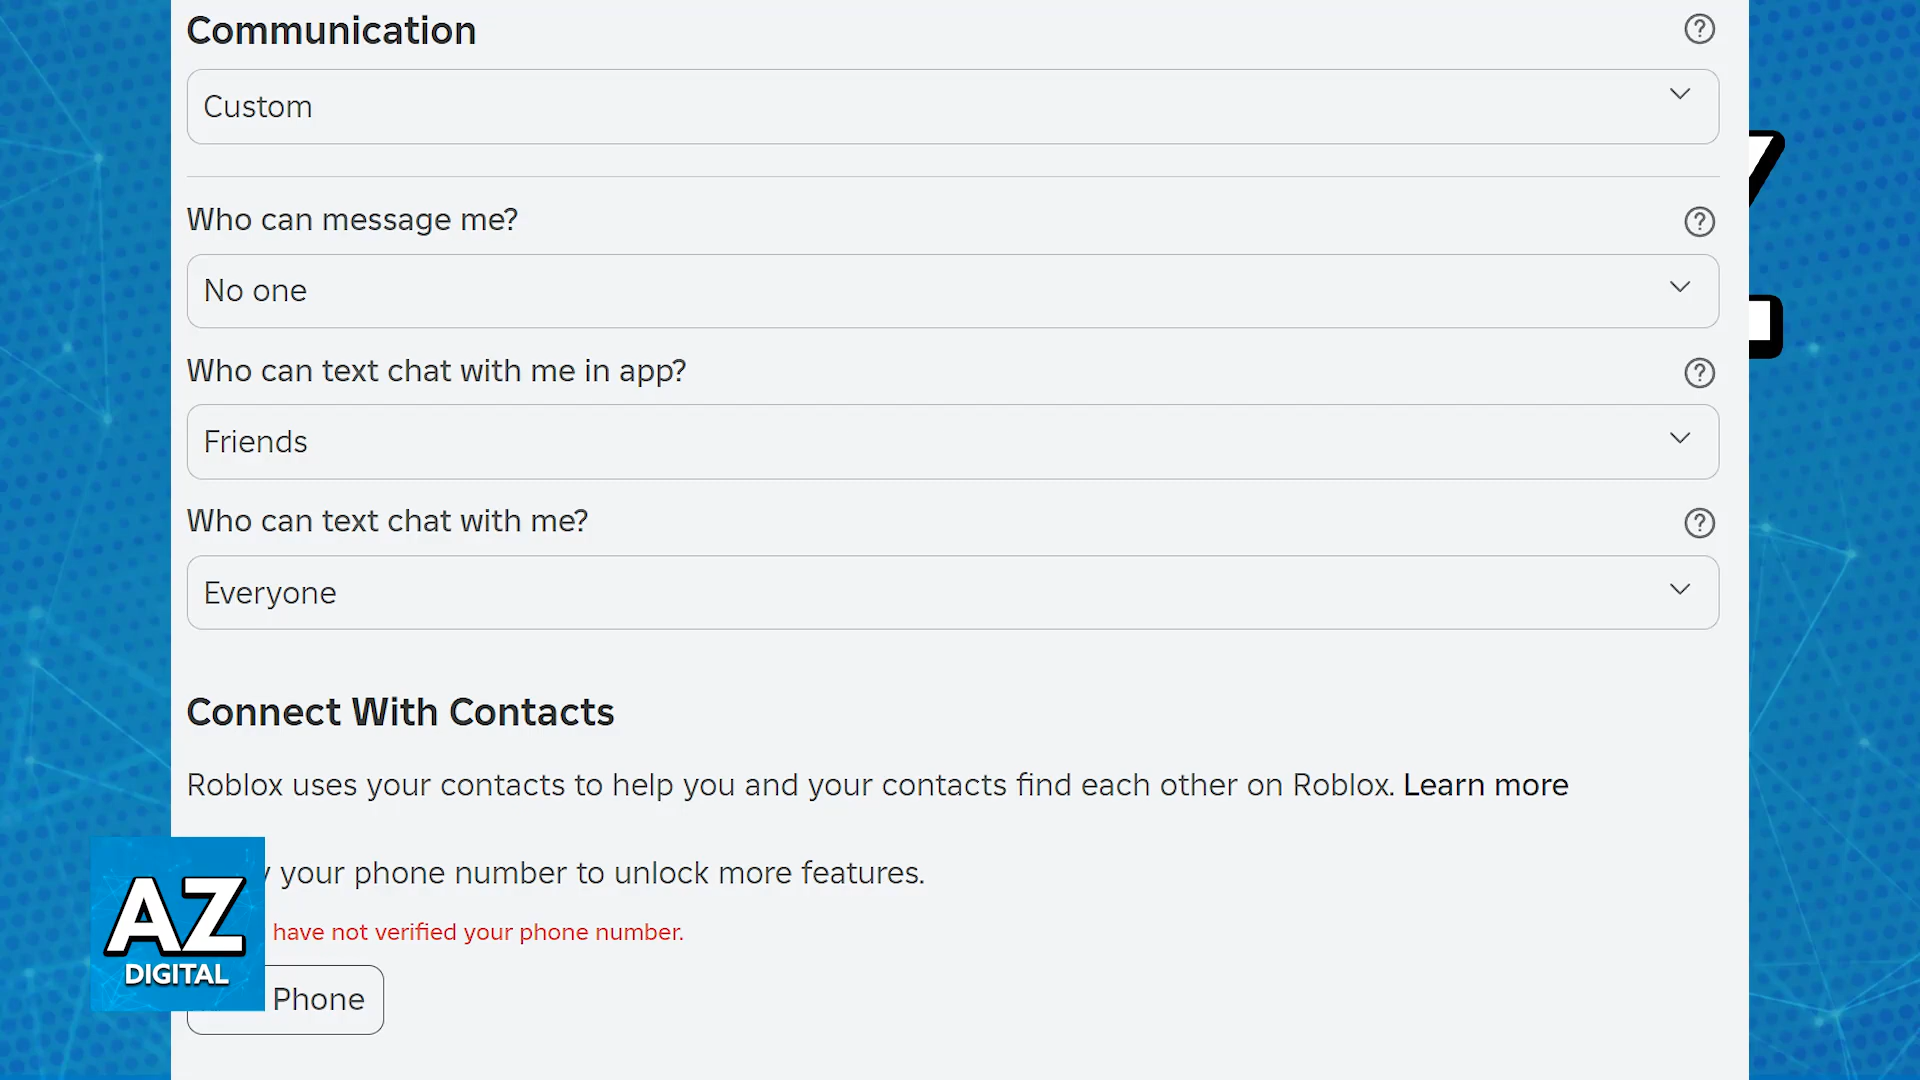 Communication
Custom
Who can message me?
No one
Who can text chat with me in app?
Friends
Who can text chat with me?
Everyone
Connect With Contacts
Roblox uses your contacts to help you and your contacts find each other on Roblox. Learn more
your phone number to unlock more features.
have not verified your phone number.
Phone
AZ
DIGITAL